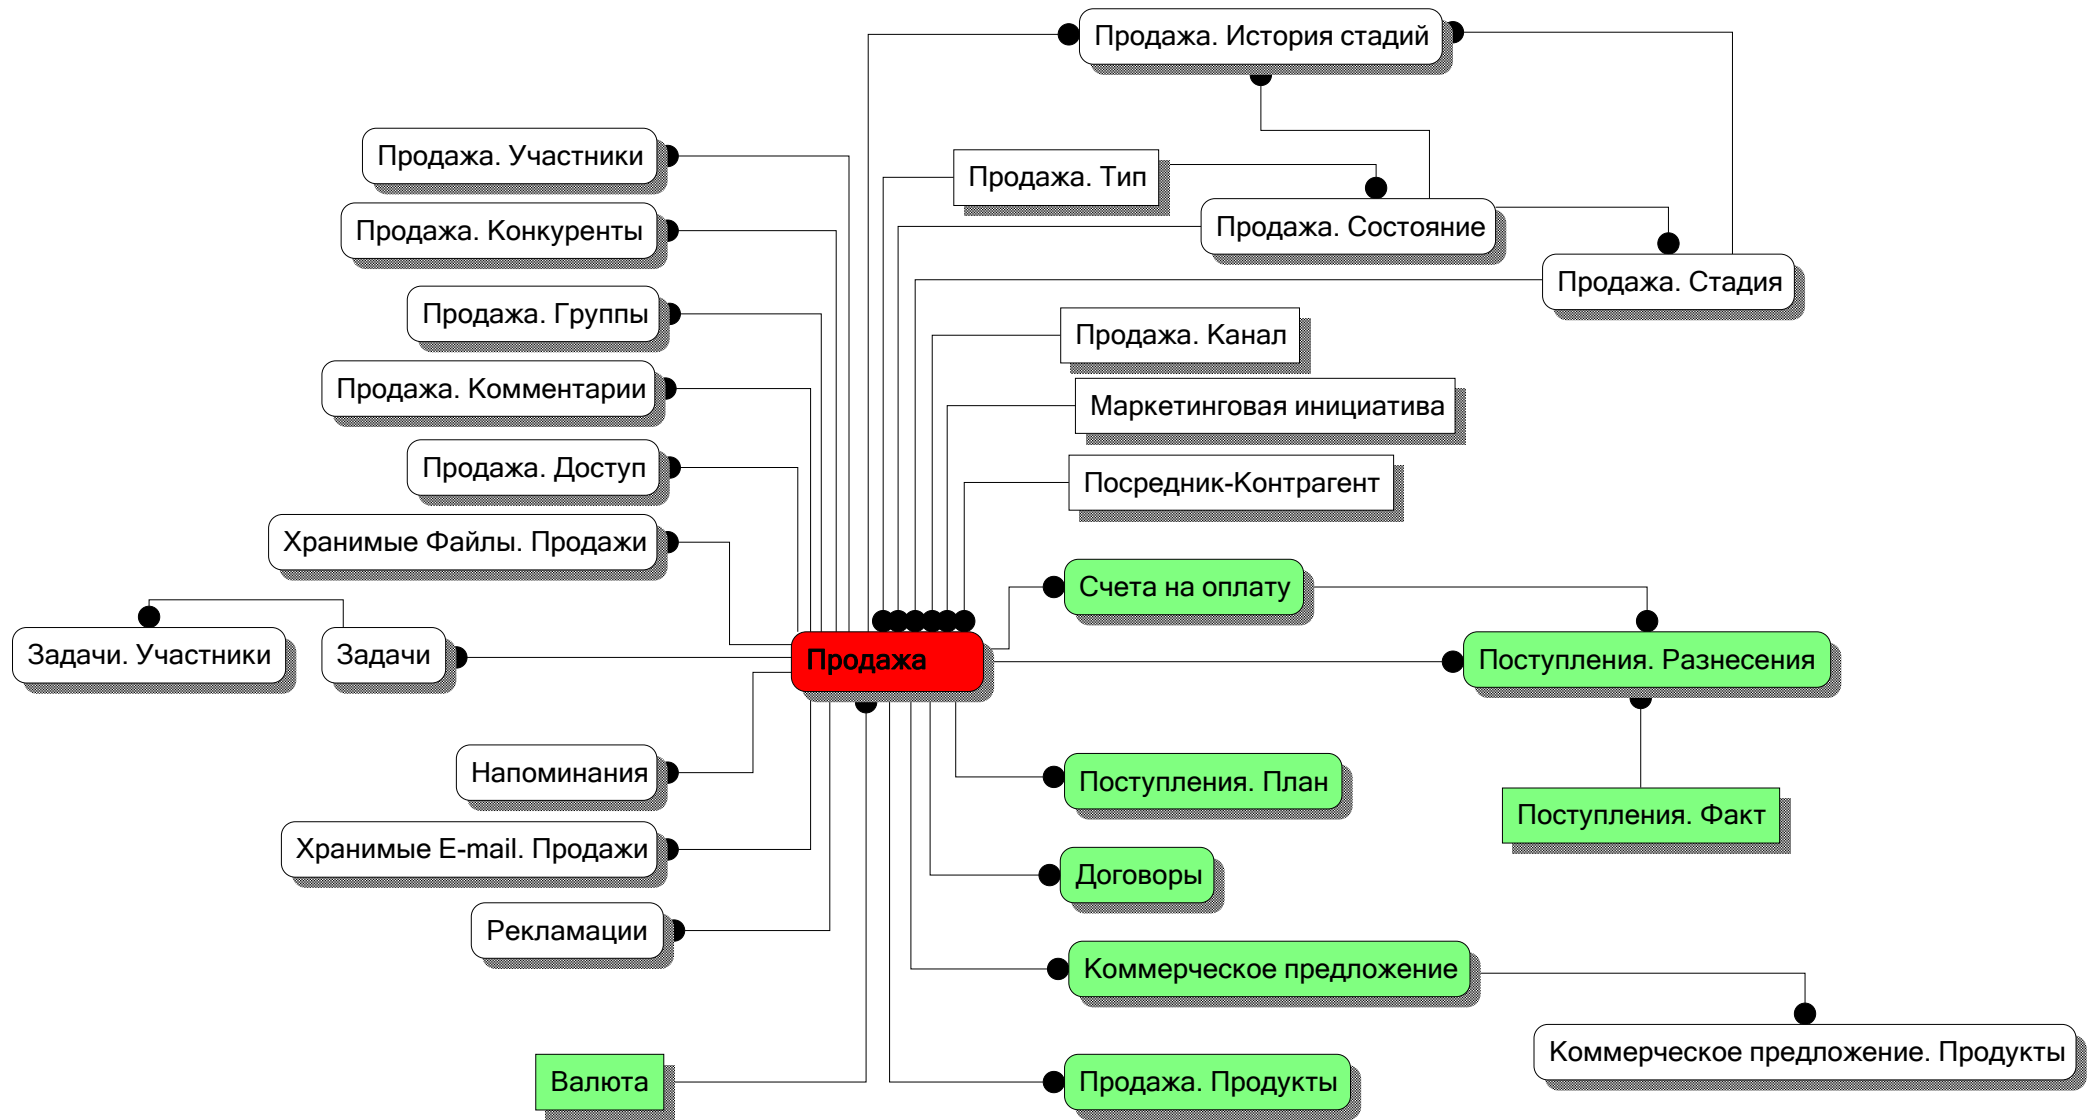 Продажа. История стадий
Продажа. Участники
Продажа. Тип
Продажа. Конкуренты
Продажа. Состояние
Продажа. Стадия
Продажа. Группы
Продажа. Канал
Продажа. Комментарии
Маркетинговая инициатива
Продажа. Доступ
Посредник-Контрагент
Хранимые Файлы. Продажи
Счета на оплату
Задачи. Участники
Задачи
Продажа
Поступления. Разнесения
Напоминания
Поступления. План
Поступления. Факт
Хранимые E-mail. Продажи
Договоры
Рекламации
Коммерческое предложение
Коммерческое предложение. Продукты
Валюта
Продажа. Продукты